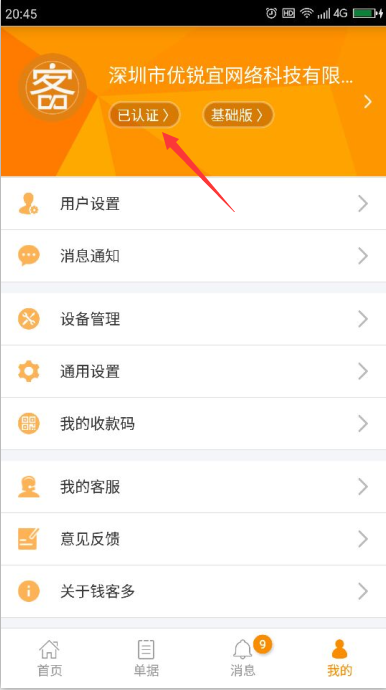 20:45
HD 4G
客
深圳市优锐宜网络科技有限...
已认证 〉 基础版 〉
用户设置
消息通知
设备管理
通用设置
我的收款码
我的客服
意见反馈
关于钱客多
9
首页 单据 消息 我的